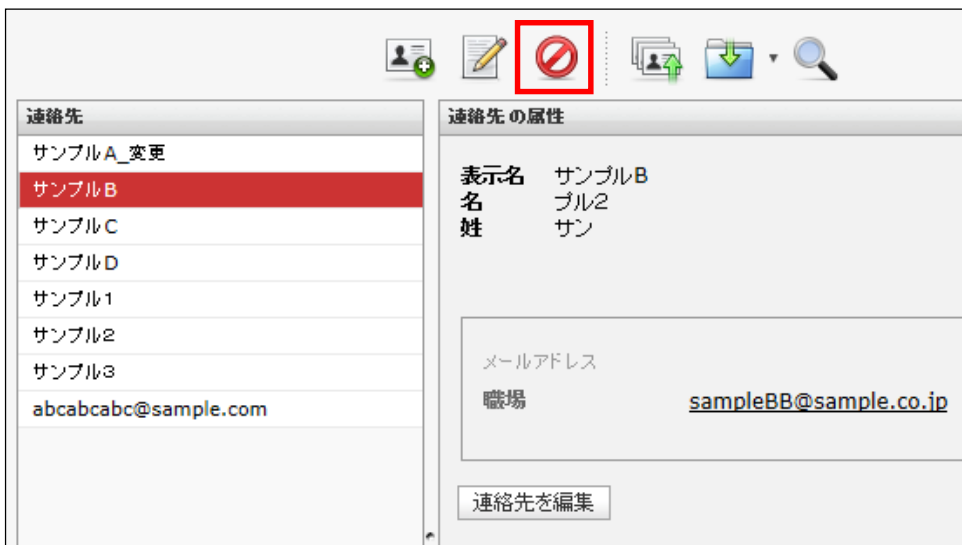 連絡先
サンプルA_変更
サンプルB
サンプルC
サンプルD
サンプル1
サンプル2
サンプル3
abcabcabc@sample.com
連絡先の属性
表示名 サンプルB
名 プル2
姓 サン
メールアドレス
職場 sampleBB@sample.co.jp
連絡先を編集